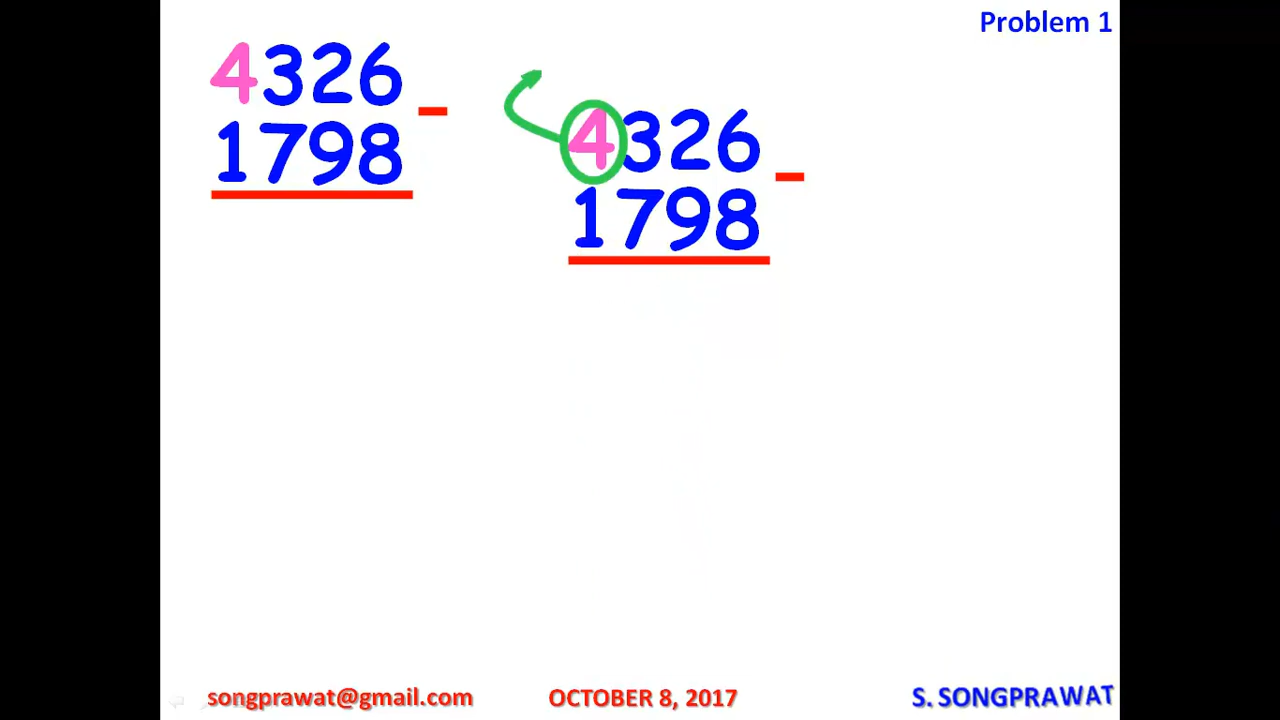 Problem 1
4326
-
1798
4326
-
1798
songprawat@gmail.com
OCTOBER 8, 2017
S. SONGPRAWAT